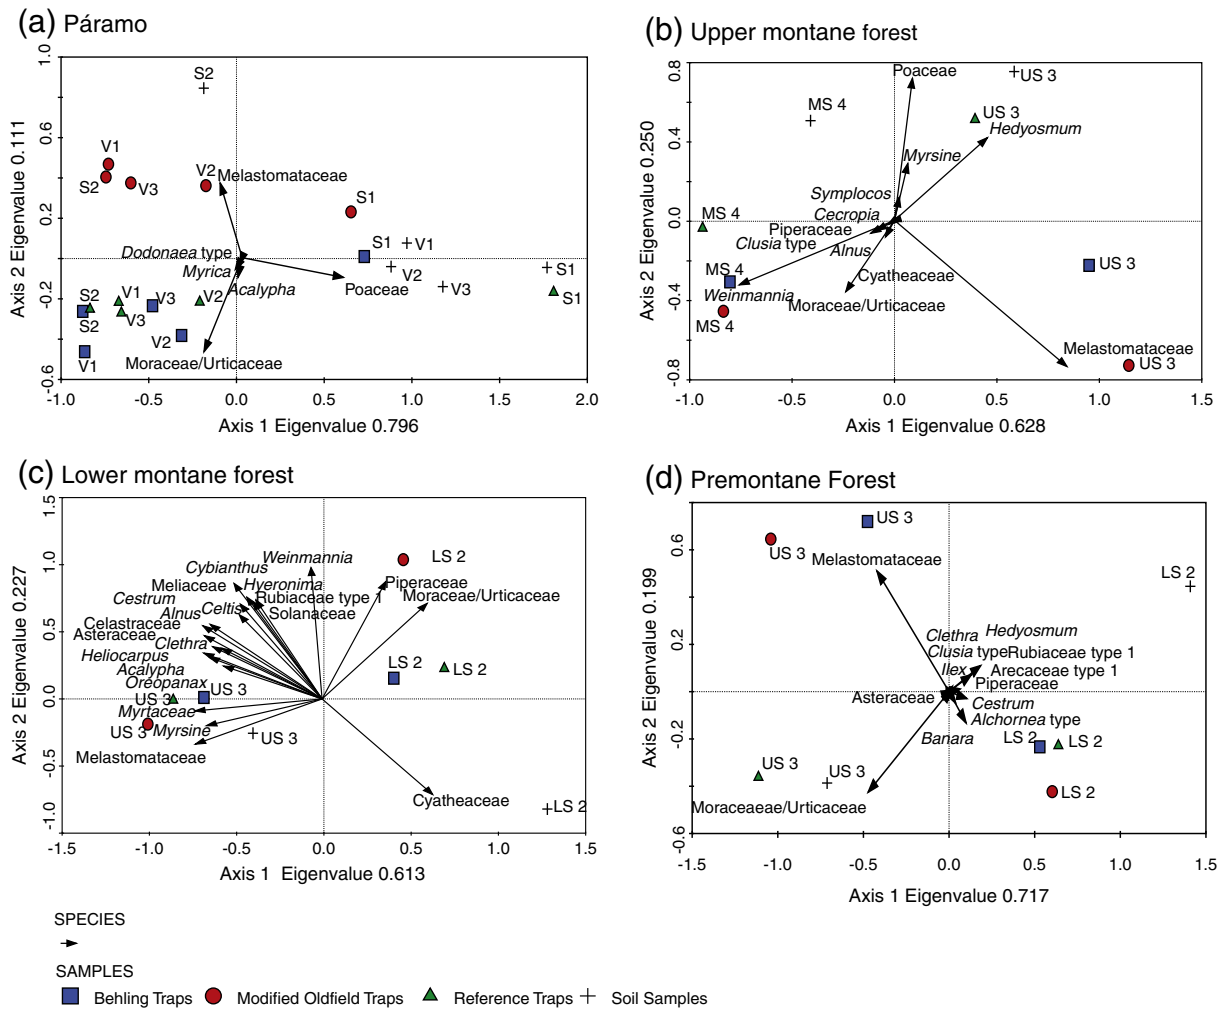 (a) Páramo
1.0
0.6
0.2
-0.2
-0.6
Axis 2 Eigenvalue 0.111
S2
V1
S2
V3
V2
Melastomataceae
S1
Dodonaea type
Myrica
Acalypha
S1
V1
V2
V3
S1
S1
Poaceae
S2
V1
V3
V2
S2
V3
V2
V1
Moraceae/Urticaceae
-1.0
-0.5
0.0
0.5
1.0
1.5
2.0
Axis 1 Eigenvalue 0.796
(b) Upper montane forest
0.8
0.4
0.0
-0.4
-0.8
Axis 2 Eigenvalue 0.250
Poaceae
US 3
MS 4
US 3
Hedyosmum
Myrsine
Symplocos
Cecropia
MS 4
Piperaceae
Clusia type
Alnus
MS 4
Cyatheaceae
US 3
Weinmannia
Moraceae/Urticaceae
MS 4
Melastomataceae
US 3
-1.0
-0.5
0.0
0.5
1.0
1.5
Axis 1 Eigenvalue 0.628
(c) Lower montane forest
1.5
1.0
0.5
0.0
-0.5
-1.0
Axis 2 Eigenvalue 0.227
Weinmannia
LS 2
Cybianthus
Meliaceae
Hyeronima
Piperaceae
Cestrum
Rubiaceae type 1
Moraceae/Urticaceae
Alnus
Celtis
Solanaceae
Celastraceae
Asteraceae
Clethra
Heliocarpus
LS 2
LS 2
Acalypha
Oreopanax
US 3
US 3
Myrtaceae
US 3
Myrsine
US 3
Melastomataceae
Cyatheaceae
LS 2
-1.5
-1.0
-0.5
0.0
0.5
1.0
1.5
Axis 1 Eigenvalue 0.613
(d) Premontane Forest
0.6
0.2
-0.2
-0.6
Axis 2 Eigenvalue 0.199
US 3
US 3
Melastomataceae
LS 2
Clethra
Hedyosmum
Clusia type
Rubiaceae type 1
Ilex
Arecaceae type 1
Piperaceae
Asteraceae
Cestrum
Alchornea type
Banara
LS 2
LS 2
US 3
US 3
LS 2
Moraceaeae/Urticaceae
-1.5
-1.0
-0.5
0.0
0.5
1.0
1.5
Axis 1 Eigenvalue 0.717
SPECIES
SAMPLES
Behling Traps
Modified Oldfield Traps
Reference Traps
Soil Samples